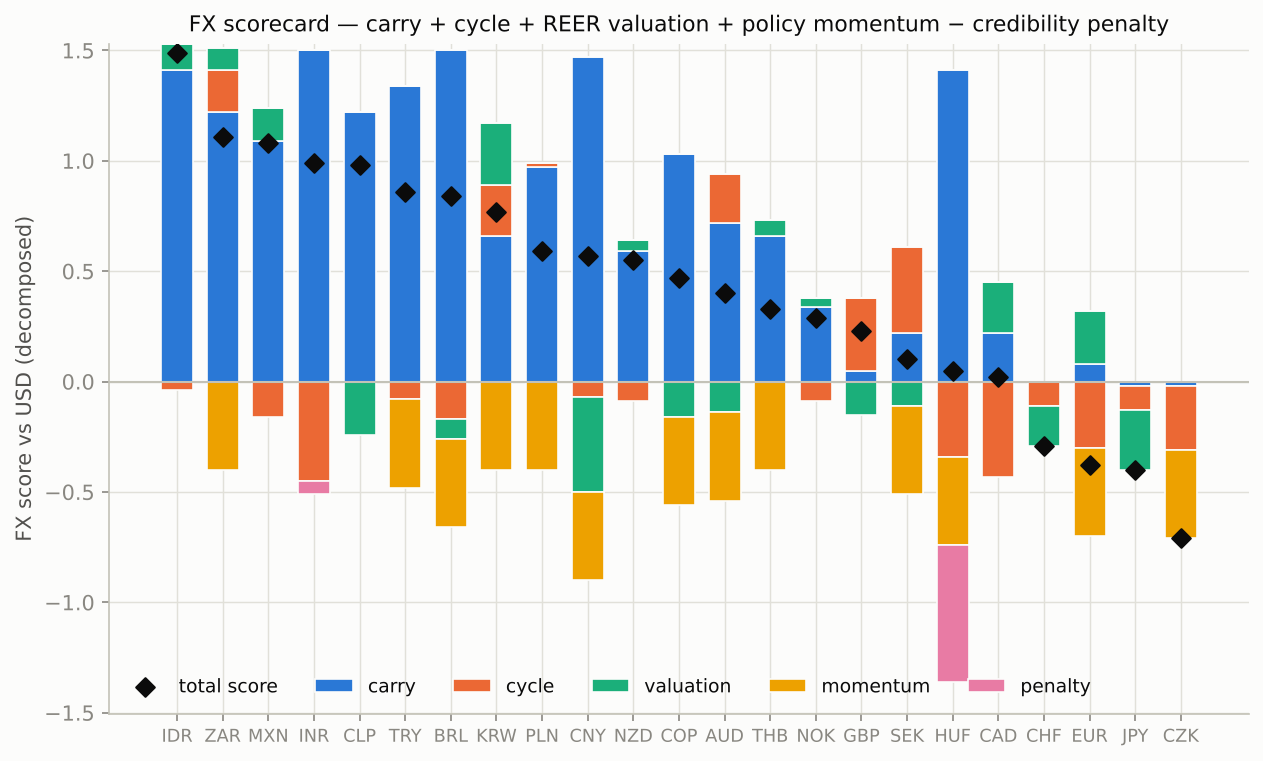 FX scorecard — carry + cycle + REER valuation + policy momentum − credibility penalty
FX score vs USD (decomposed)
1.5
1.0
0.5
0.0
−0.5
−1.0
−1.5
total score carry cycle valuation momentum penalty
IDR ZAR MXN INR CLP TRY BRL KRW PLN CNY NZD COP AUD THB NOK GBP SEK HUF CAD CHF EUR JPY CZK